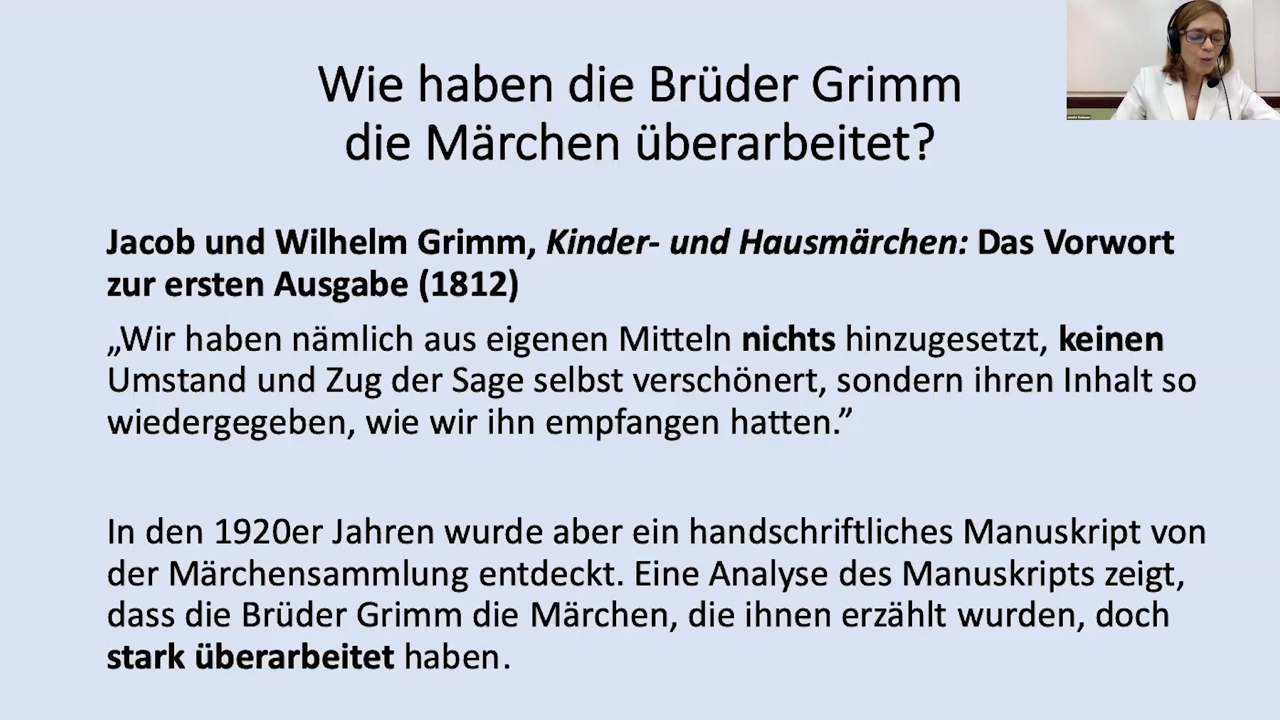 Wie haben die Brüder Grimm
die Märchen überarbeitet?
Jacob und Wilhelm Grimm, Kinder- und Hausmärchen: Das Vorwort
zur ersten Ausgabe (1812)
„Wir haben nämlich aus eigenen Mitteln nichts hinzugesetzt, keinen
Umstand und Zug der Sage selbst verschönert, sondern ihren Inhalt so
wiedergegeben, wie wir ihn empfangen hatten.”
In den 1920er Jahren wurde aber ein handschriftliches Manuskript von
der Märchensammlung entdeckt. Eine Analyse des Manuskripts zeigt,
dass die Brüder Grimm die Märchen, die ihnen erzählt wurden, doch
stark überarbeitet haben.